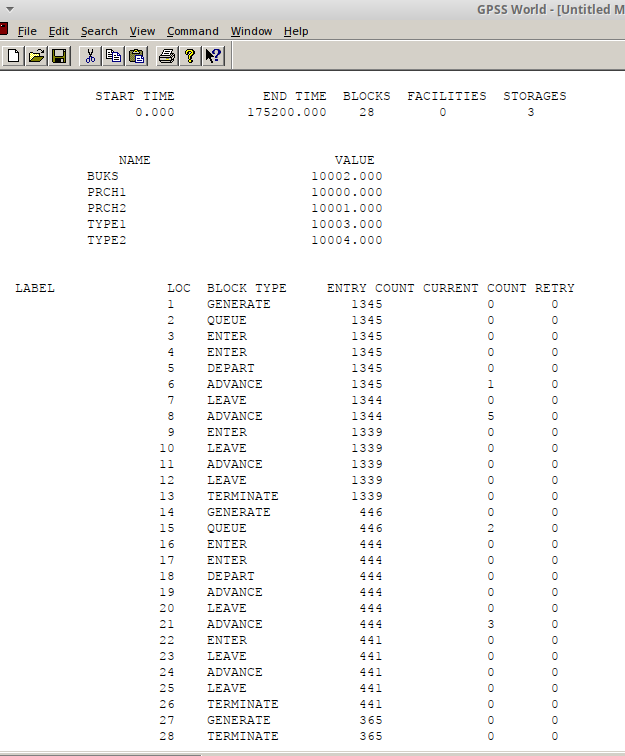 GPSS World - [Untitled M
File Edit Search View Command Window Help
START TIME END TIME BLOCKS FACILITIES STORAGES
0.000 175200.000 28 0 3
NAME VALUE
BUKS 10002.000
PRCH1 10000.000
PRCH2 10001.000
TYPE1 10003.000
TYPE2 10004.000
LABEL LOC BLOCK TYPE ENTRY COUNT CURRENT COUNT RETRY
1 GENERATE 1345 0 0
2 QUEUE 1345 0 0
3 ENTER 1345 0 0
4 ENTER 1345 0 0
5 DEPART 1345 0 0
6 ADVANCE 1345 1 0
7 LEAVE 1344 0 0
8 ADVANCE 1344 5 0
9 ENTER 1339 0 0
10 LEAVE 1339 0 0
11 ADVANCE 1339 0 0
12 LEAVE 1339 0 0
13 TERMINATE 1339 0 0
14 GENERATE 446 0 0
15 QUEUE 446 2 0
16 ENTER 444 0 0
17 ENTER 444 0 0
18 DEPART 444 0 0
19 ADVANCE 444 0 0
20 LEAVE 444 0 0
21 ADVANCE 444 3 0
22 ENTER 441 0 0
23 LEAVE 441 0 0
24 ADVANCE 441 0 0
25 LEAVE 441 0 0
26 TERMINATE 441 0 0
27 GENERATE 365 0 0
28 TERMINATE 365 0 0